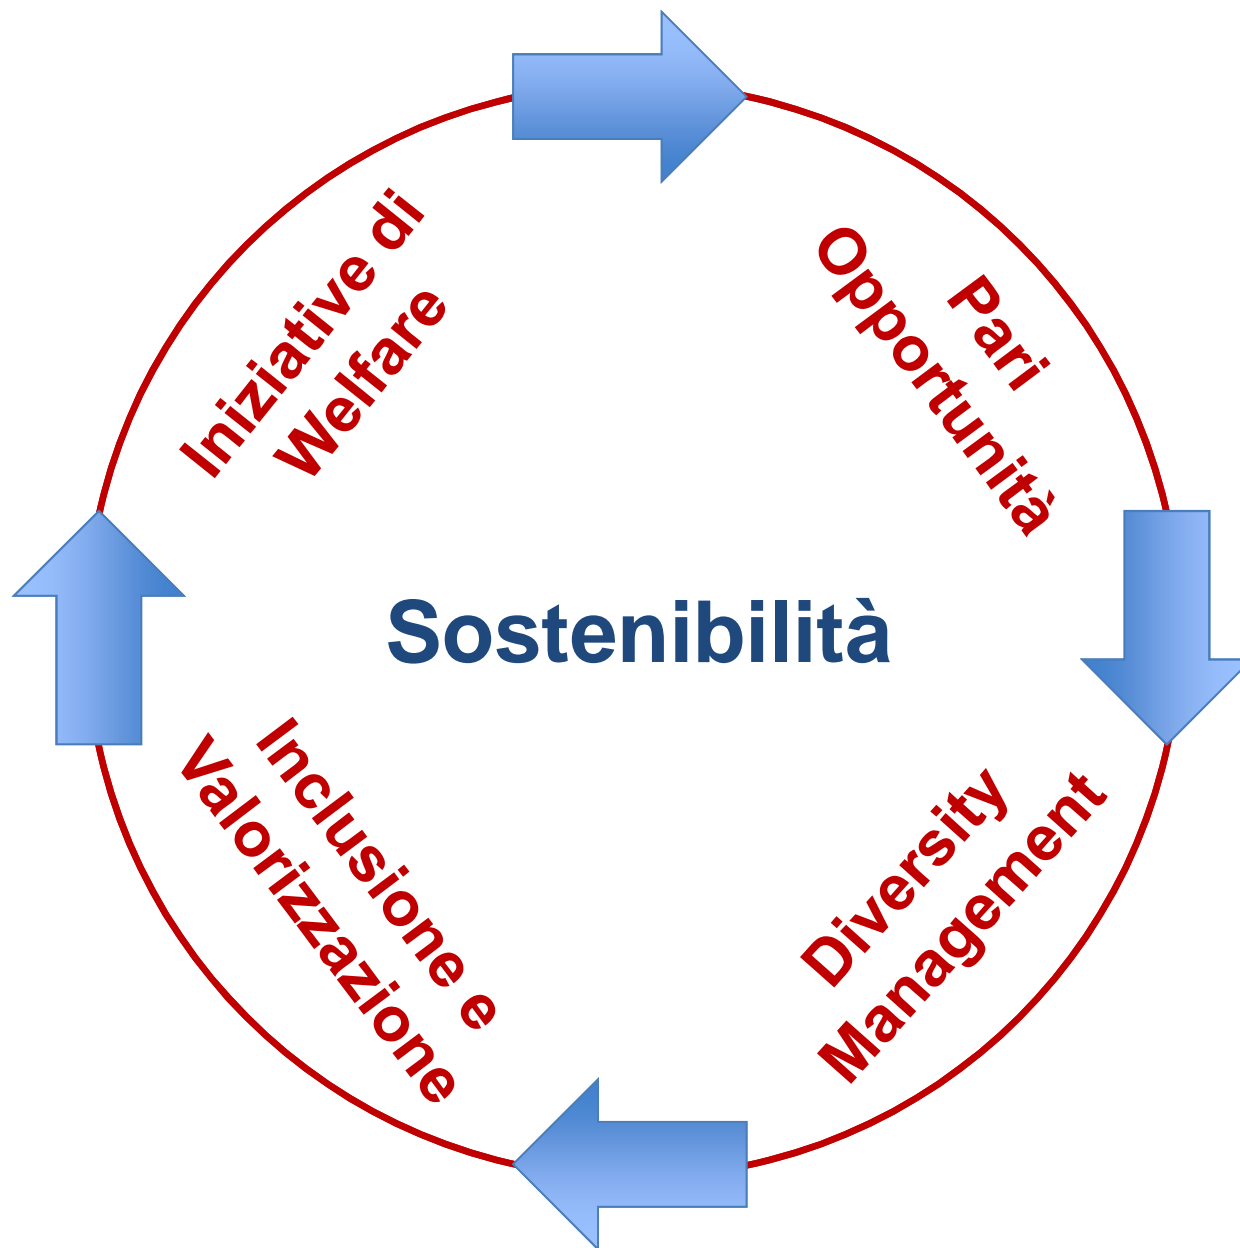 Iniziative di
Welfare
Pari
Opportunità
Sostenibilità
Inclusione e
Valorizzazione
Diversity
Management